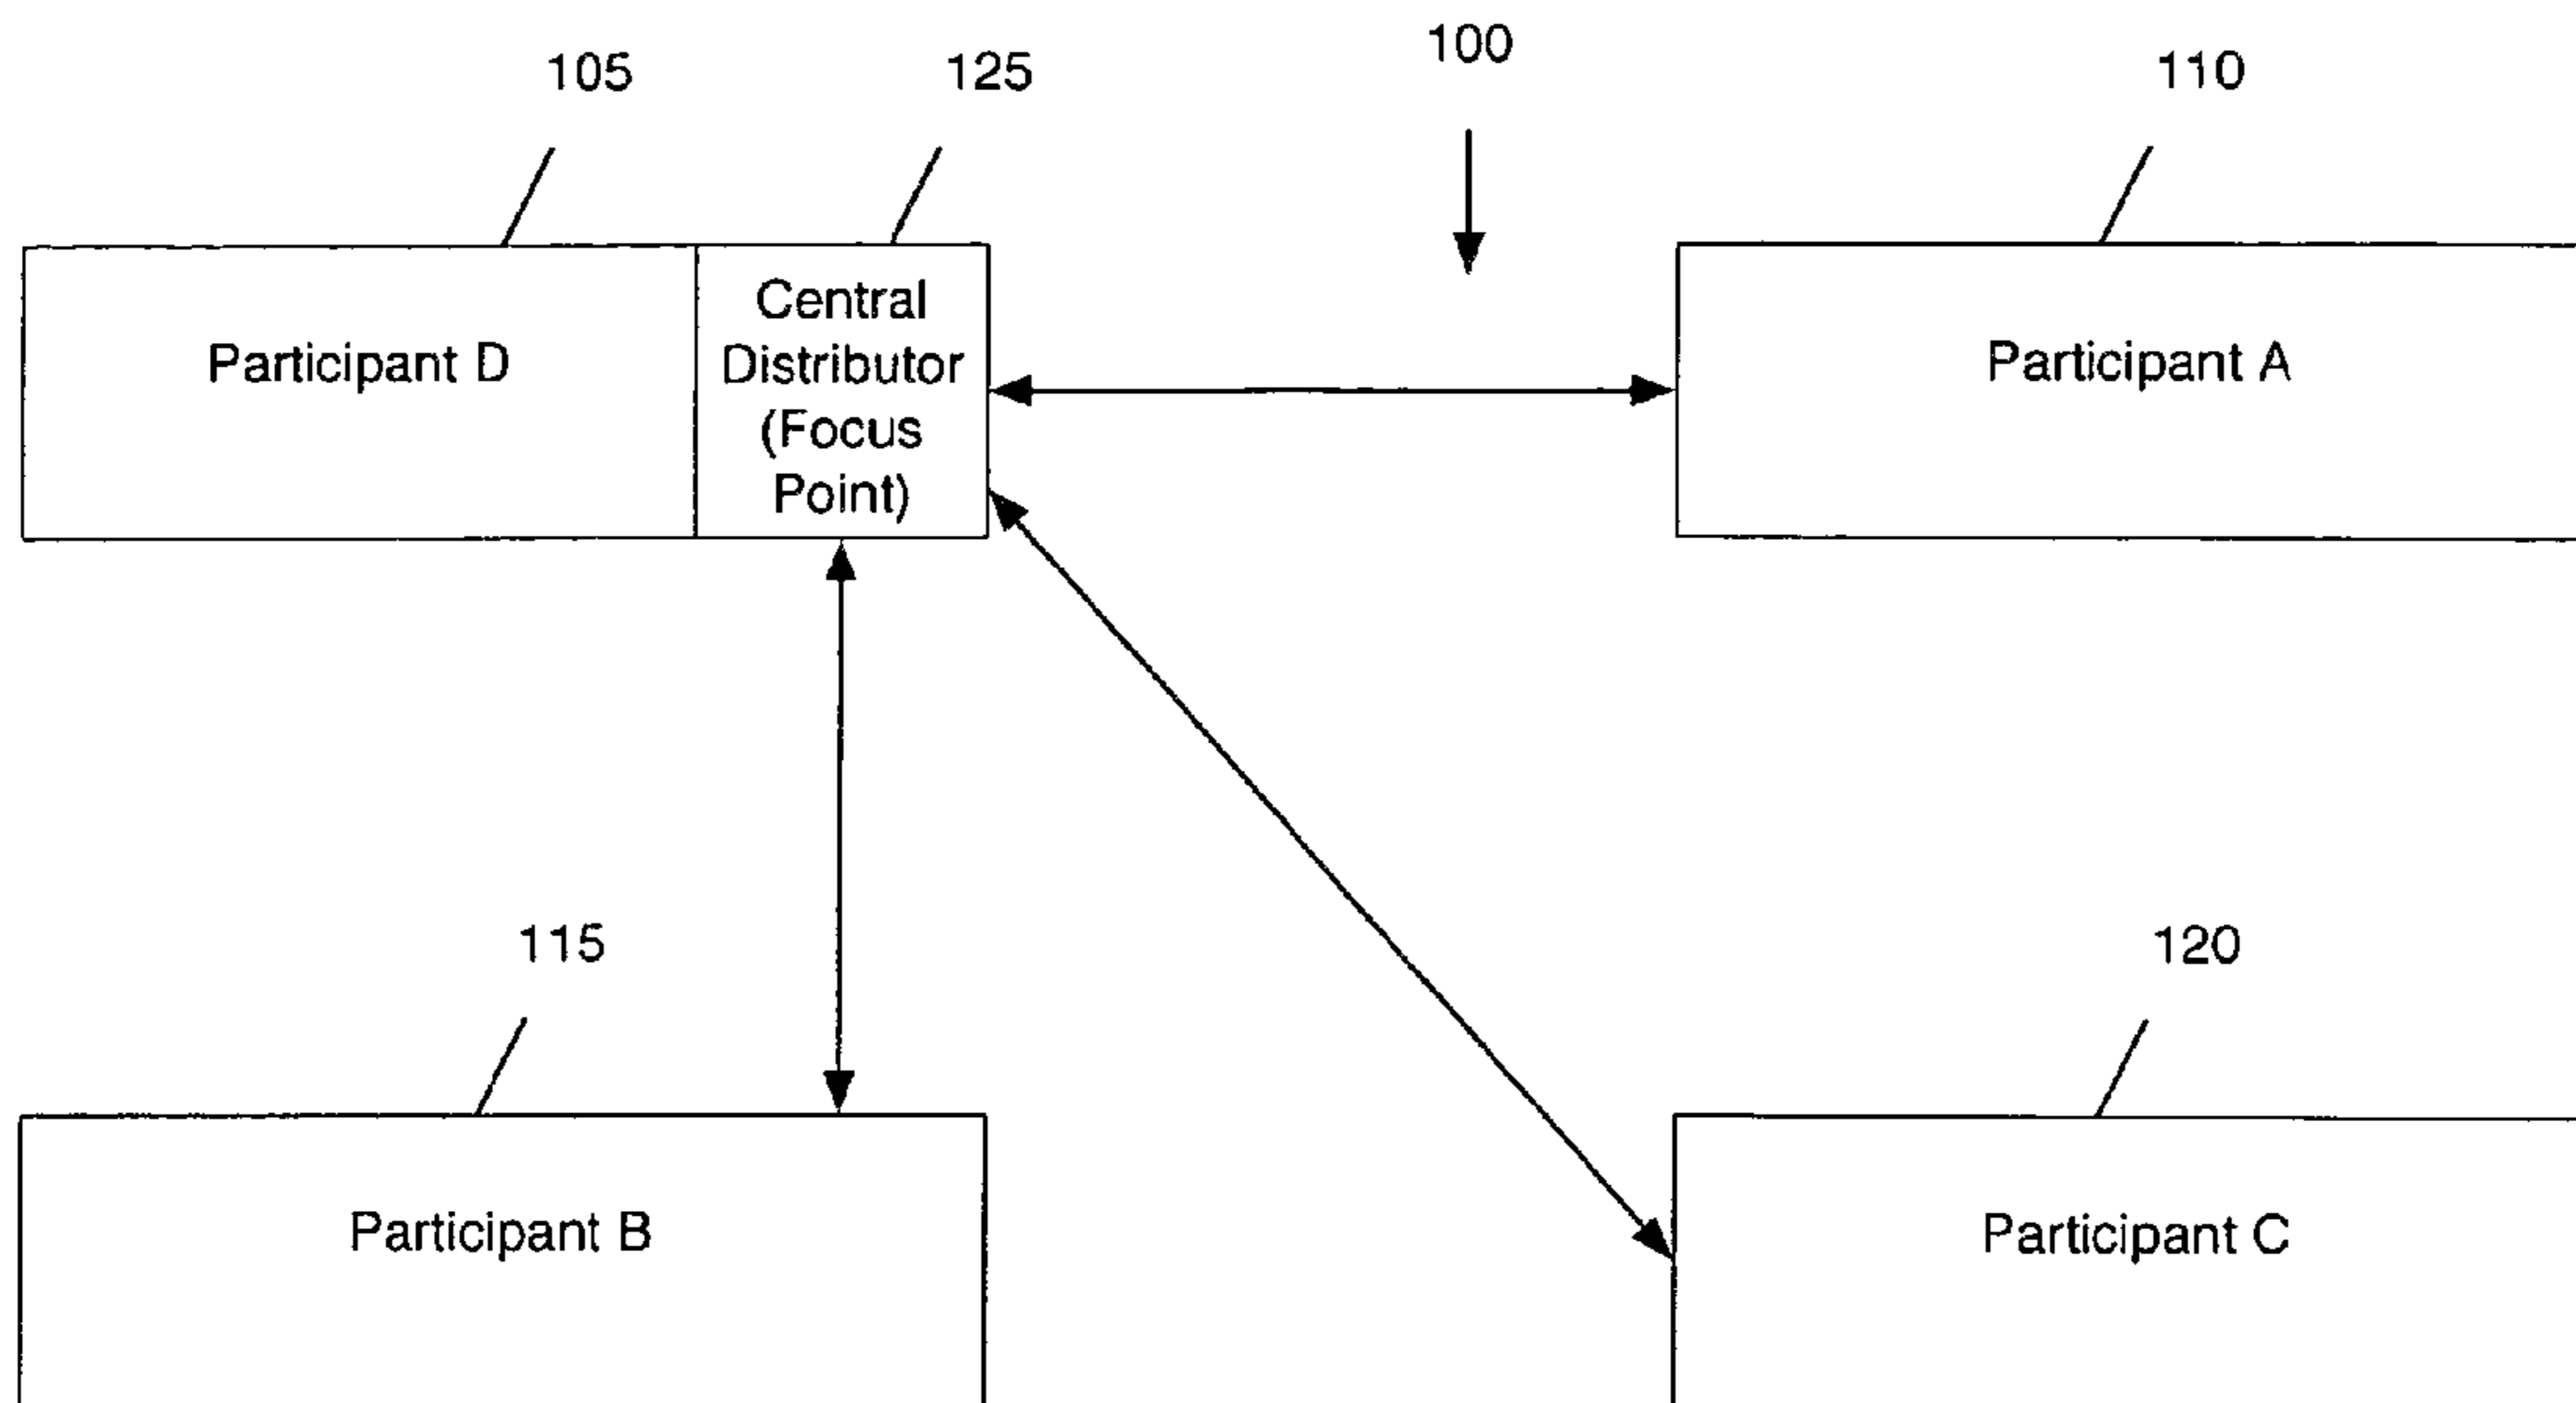 100
105
125
110
Participant D
Central
Distributor
(Focus
Point)
Participant A
115
120
Participant B
Participant C